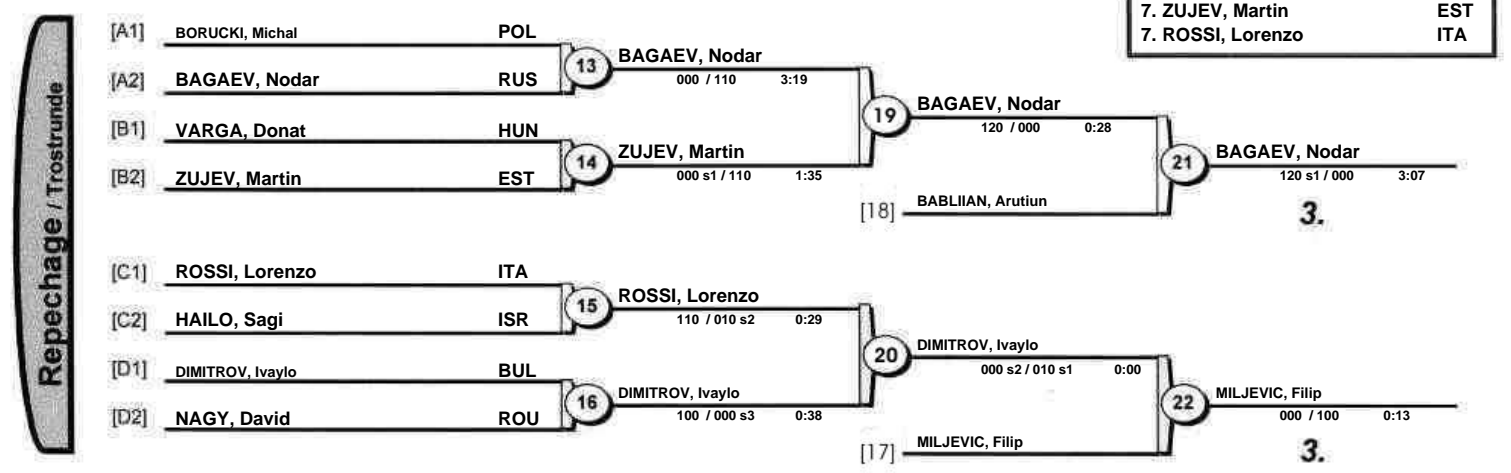 7. ZUJEV, Martin EST
7. ROSSI, Lorenzo ITA
Repechage / Trostrunde
[A1] BORUCKI, Michal POL
[A2] BAGAEV, Nodar RUS
13 BAGAEV, Nodar
000 / 110 3:19
[B1] VARGA, Donat HUN
[B2] ZUJEV, Martin EST
14 ZUJEV, Martin
000 s1 / 110 1:35
19 BAGAEV, Nodar
120 / 000 0:28
[18] BABLIIAN, Arutiun
21 BAGAEV, Nodar
120 s1 / 000 3:07
3.
[C1] ROSSI, Lorenzo ITA
[C2] HAILO, Sagi ISR
15 ROSSI, Lorenzo
110 / 010 s2 0:29
[D1] DIMITROV, Ivaylo BUL
[D2] NAGY, David ROU
16 DIMITROV, Ivaylo
100 / 000 s3 0:38
20 DIMITROV, Ivaylo
000 s2 / 010 s1 0:00
[17] MILJEVIC, Filip
22 MILJEVIC, Filip
000 / 100 0:13
3.